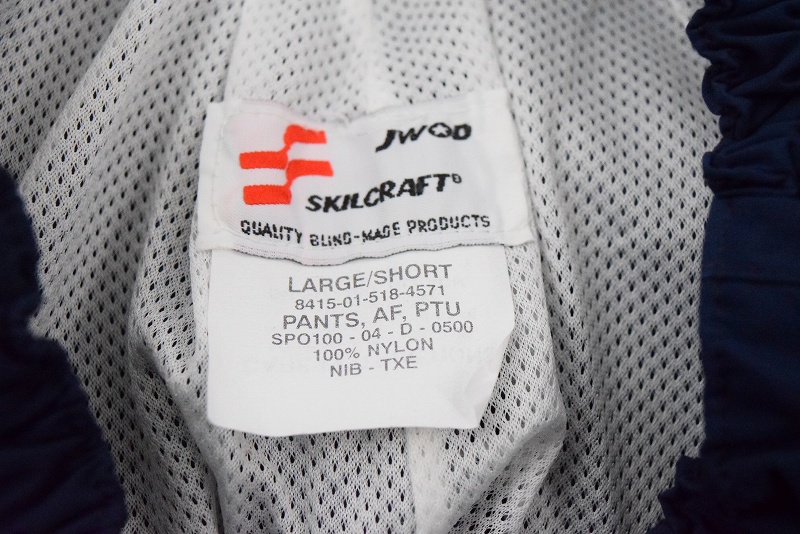 JWOD
SKILCRAFT®
QUALITY BLIND-MADE PRODUCTS
LARGE/SHORT
8415-01-518-4571
PANTS, AF, PTU
SPO100 - 04 - D - 0500
100% NYLON
NIB - TXE